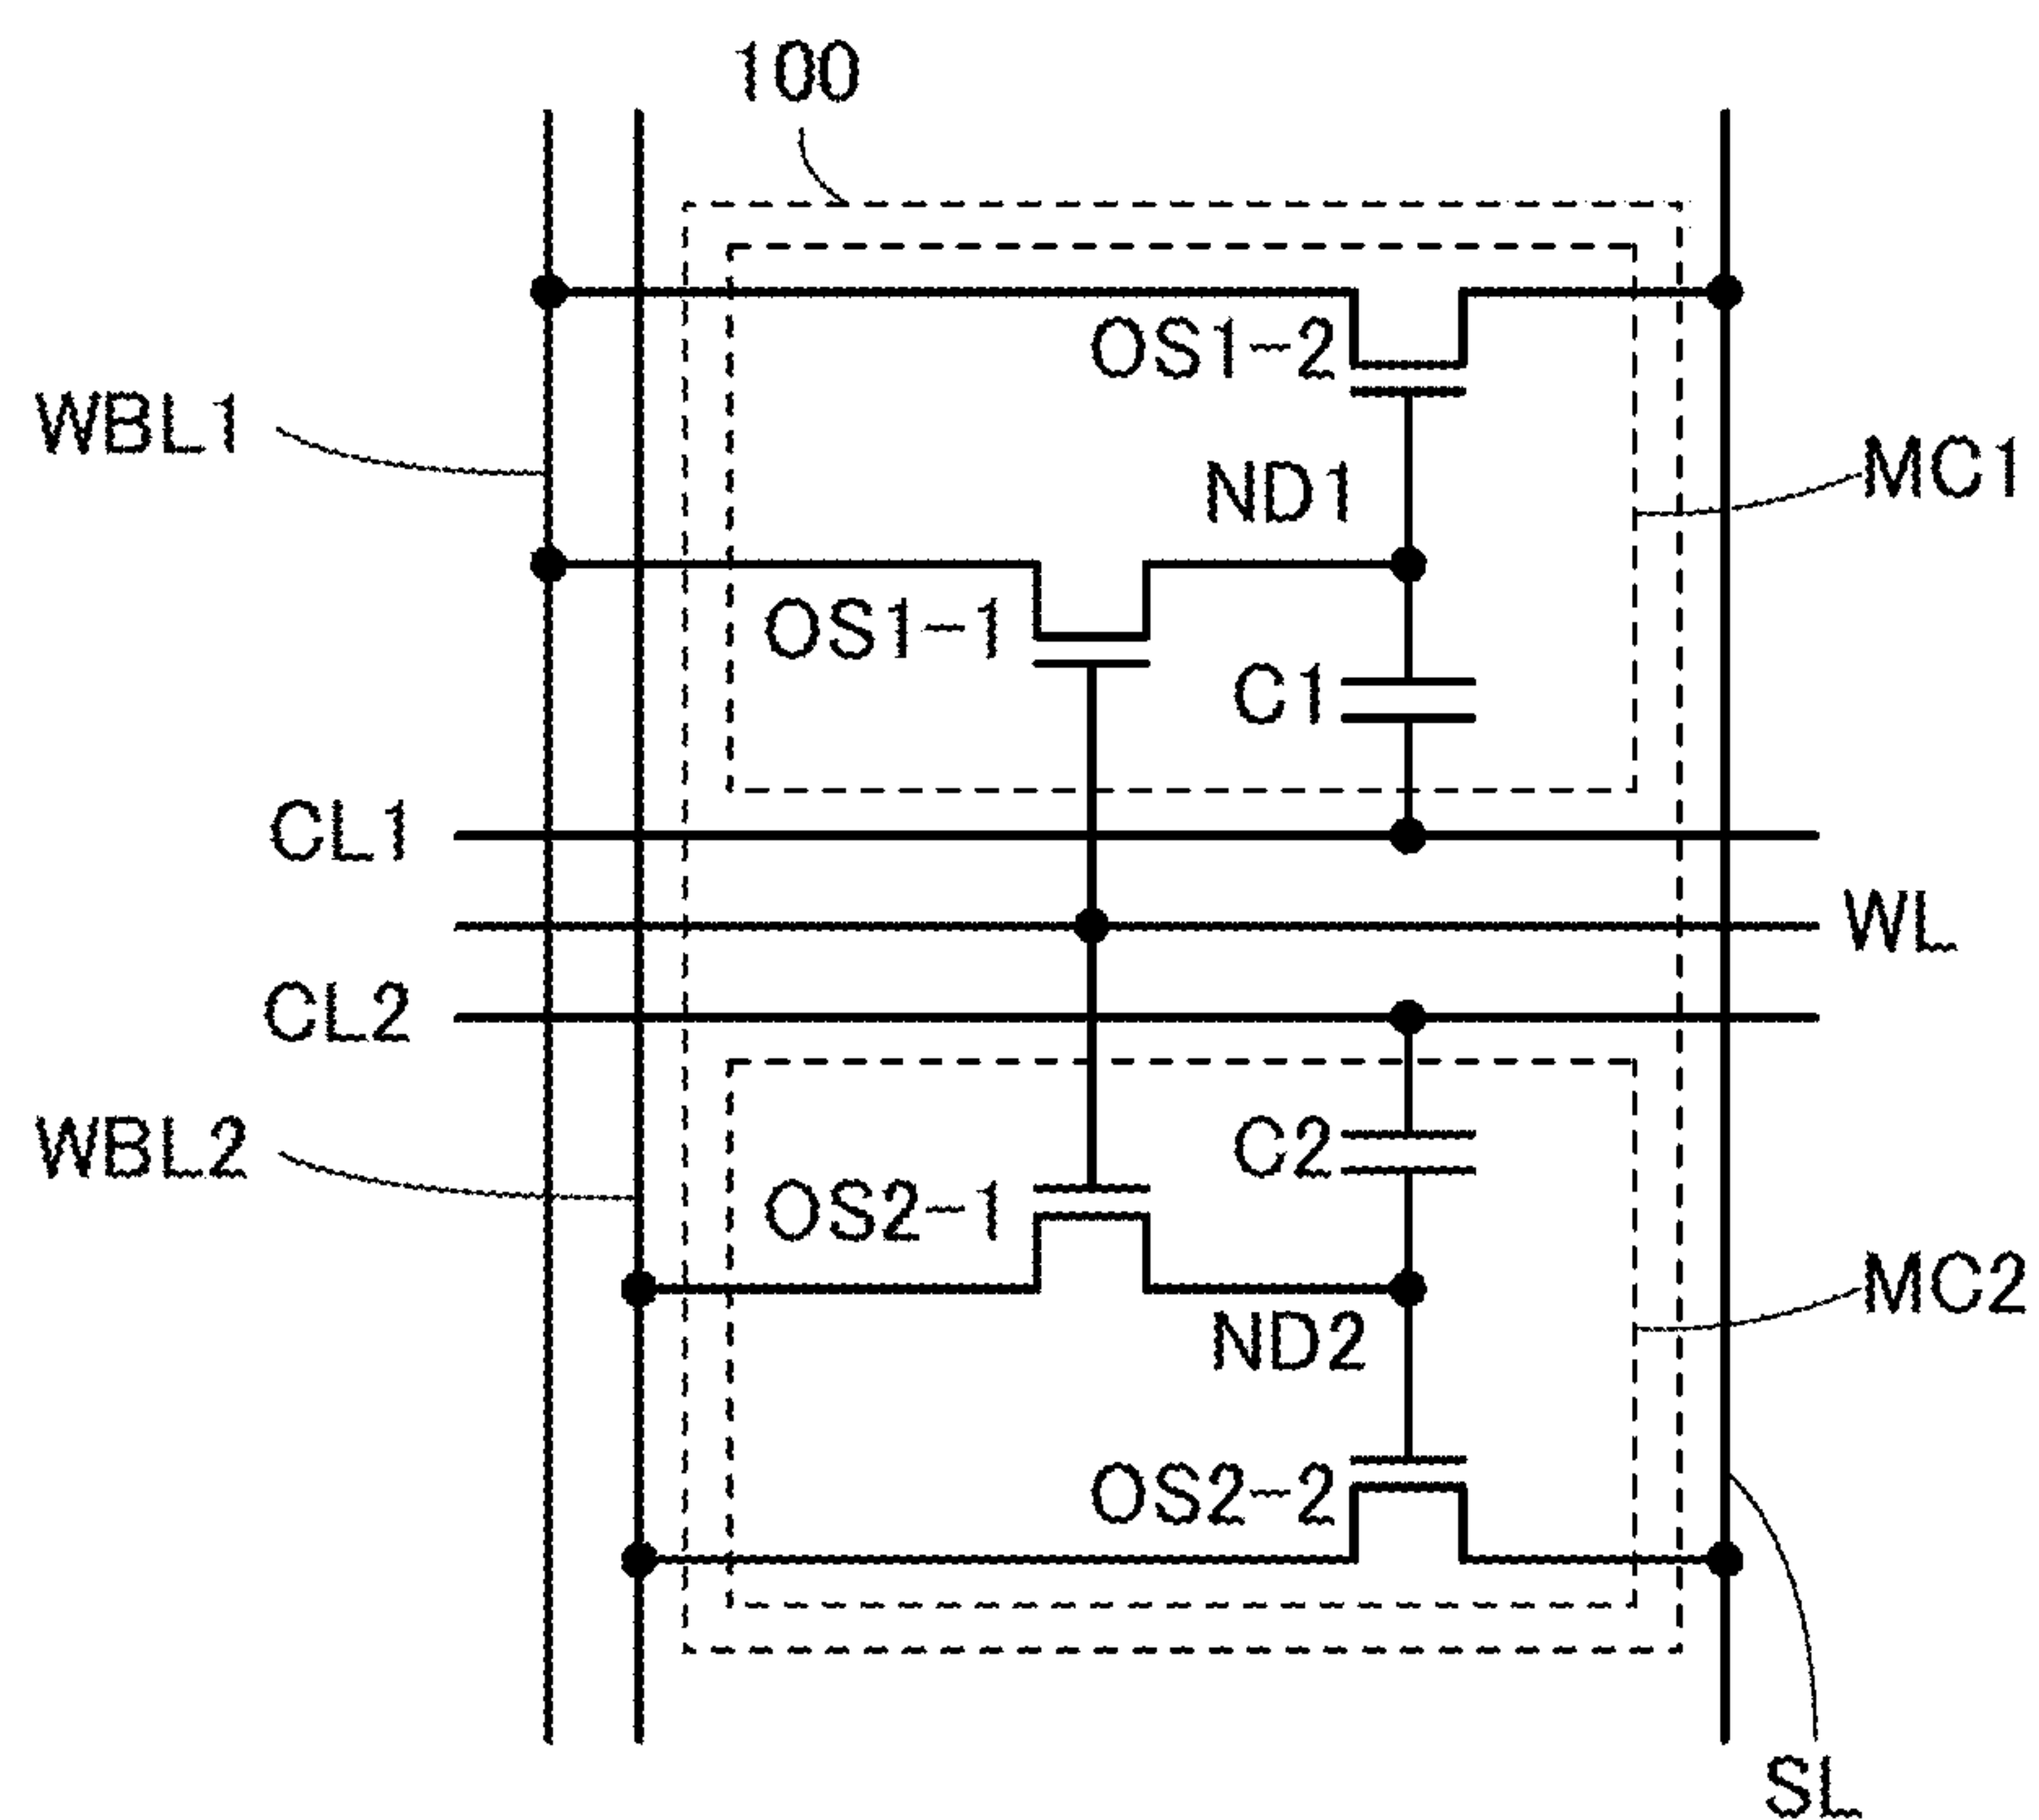 100
OS1-2
WBL1
MC1
ND1
OS1-1
C1
CL1
WL
CL2
WBL2
C2
OS2-1
MC2
ND2
OS2-2
SL